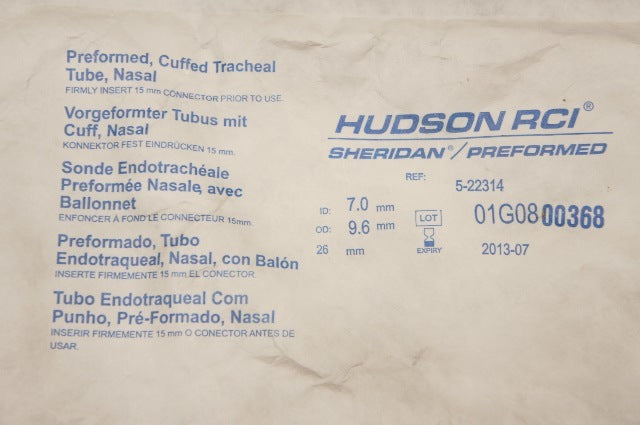 Preformed, Cuffed Tracheal
Tube, Nasal
FIRMLY INSERT 15 mm CONNECTOR PRIOR TO USE.
Vorgeformter Tubus mit
Cuff, Nasal
KONNEKTOR FEST EINDRÜCKEN 15 mm.
Sonde Endotrachéale
Preformée Nasale, avec
Ballonnet
ENFONCER À FOND LE CONNECTEUR 15mm.
Preformado, Tubo
Endotraqueal, Nasal, con Balón
INSERTE FIRMEMENTE 15 mm EL CONECTOR.
Tubo Endotraqueal Com
Punho, Pré-Formado, Nasal
INSERIR FIRMEMENTE 15 mm O CONECTOR ANTES DE
USAR.
HUDSON RCI®
SHERIDAN®/PREFORMED
REF: 5-22314
ID: 7.0 mm
OD: 9.6 mm
26 mm
LOT 01G0800368
EXPIRY 2013-07